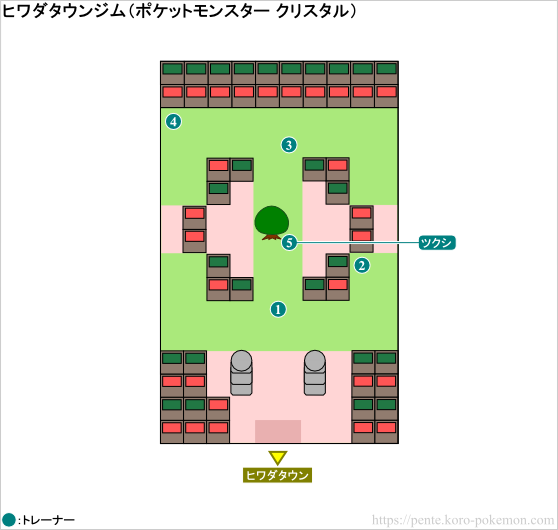 ヒワダタウンジム（ポケットモンスター クリスタル）
4
3
5
ツクシ
2
1
ヒワダタウン
：トレーナー
https://pente.koro-pokemon.com